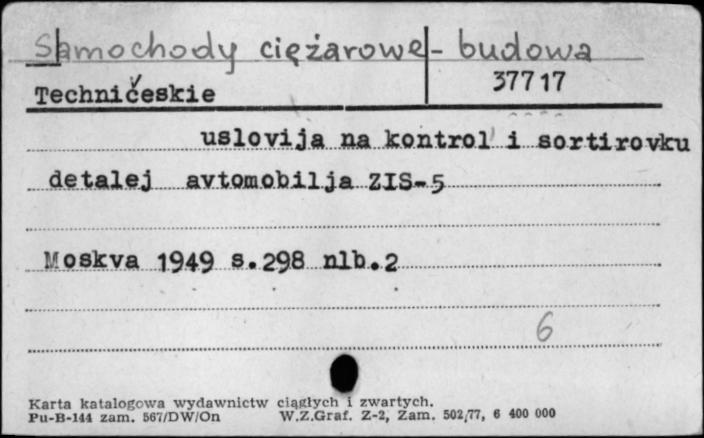 Samochody ciężarowe - budowa
37717
Techničeskie
uslovija na kontrol' i sortirovku
detalej avtomobilja ZIS-5
Moskva 1949 s.298 nlb.2
6
Karta katalogowa wydawnictw ciągłych i zwartych.
Pu-B-144 zam. 567/DW/On W.Z.Graf. Z-2, Zam. 502/77, 6 400 000